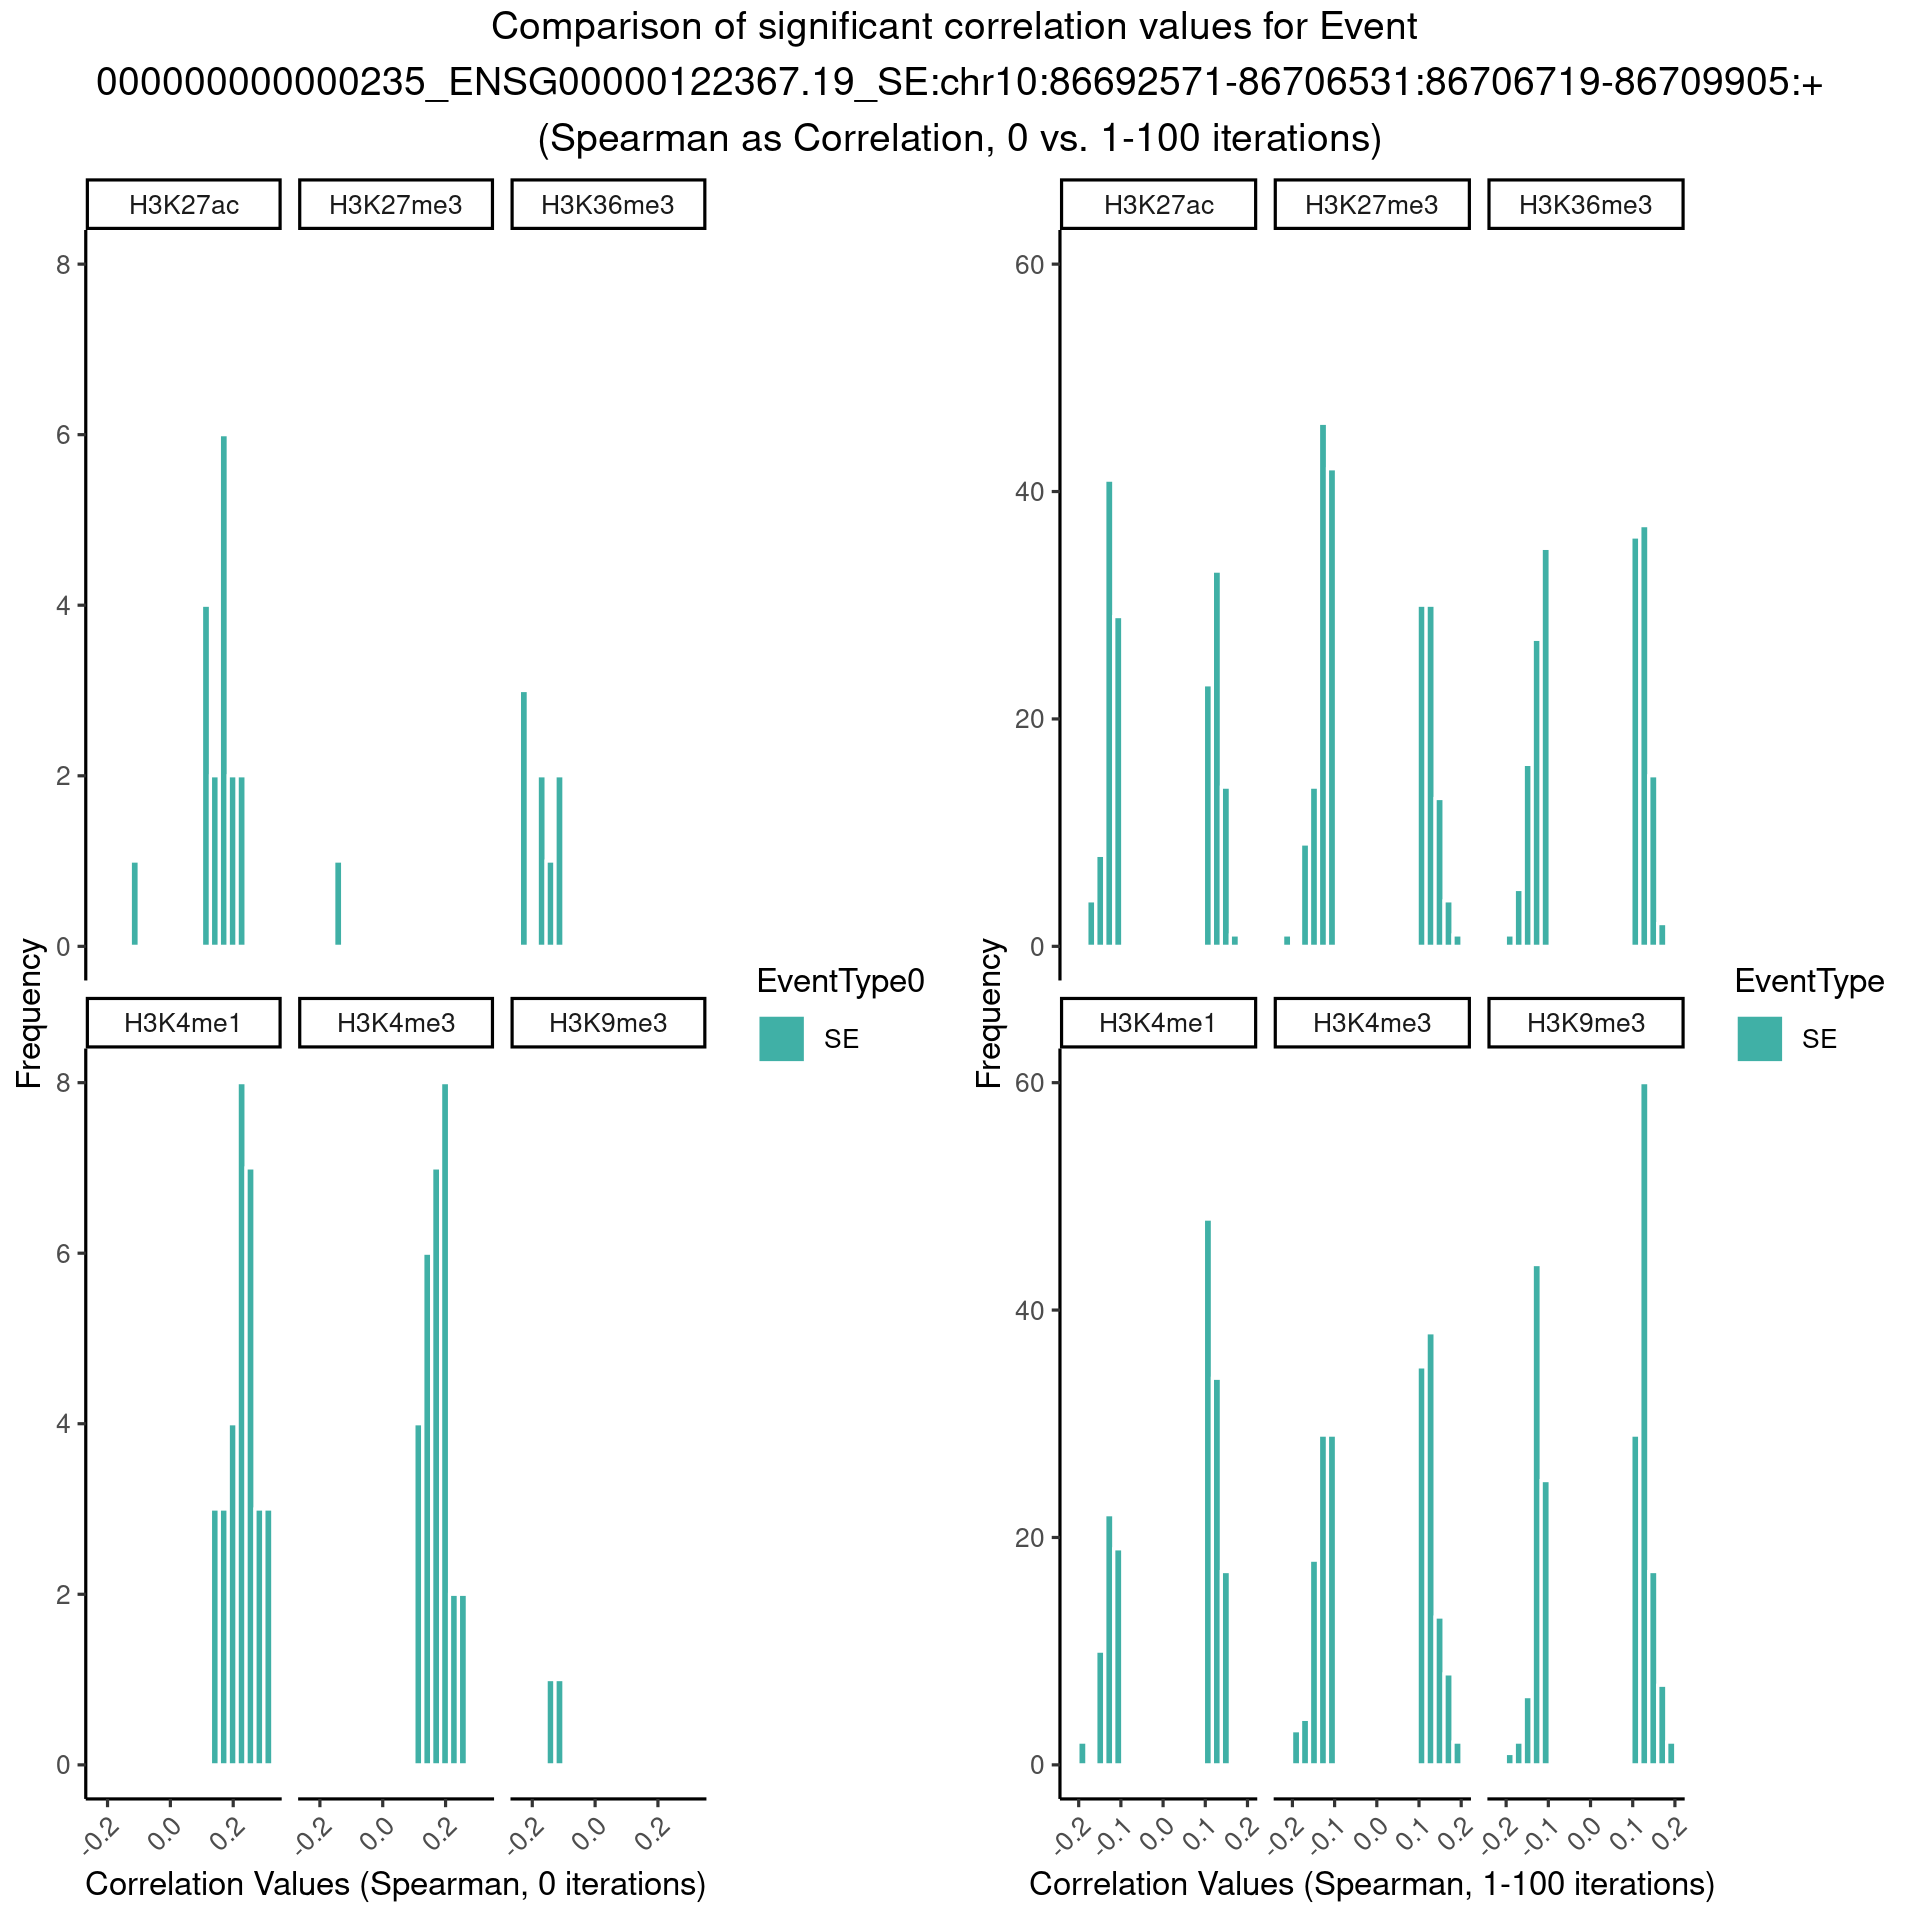 Comparison of significant correlation values for Event
000000000000235_ENSG00000122367.19_SE:chr10:86692571-86706531:86706719-86709905:+
(Spearman as Correlation, 0 vs. 1-100 iterations)
H3K27ac H3K27me3 H3K36me3
8
6
4
2
0
H3K4me1 H3K4me3 H3K9me3
8
6
4
2
0
-0.2 0.0 0.2 -0.2 0.0 0.2 -0.2 0.0 0.2
Frequency
Correlation Values (Spearman, 0 iterations)
EventType0
SE
H3K27ac H3K27me3 H3K36me3
60
40
20
0
H3K4me1 H3K4me3 H3K9me3
60
40
20
0
-0.2 -0.1 0.0 0.1 0.2 -0.2 -0.1 0.0 0.1 0.2 -0.2 -0.1 0.0 0.1 0.2
Frequency
Correlation Values (Spearman, 1-100 iterations)
EventType
SE